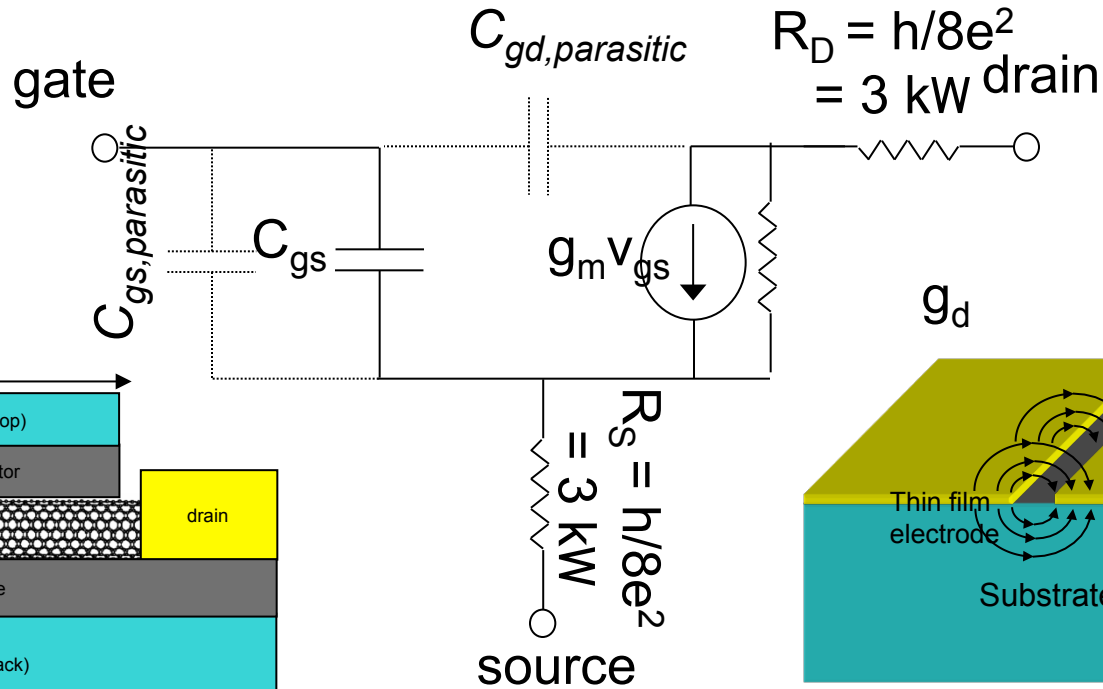 C_gd,parasitic
R_D = h/8e²
= 3 kW
gate
drain
C_gs,parasitic
C_gs
g_m v_gs
g_d
R_S = h/8e²
= 3 kW
source
op)
tor
drain
e
ack)
Thin film
electrode
Substrate